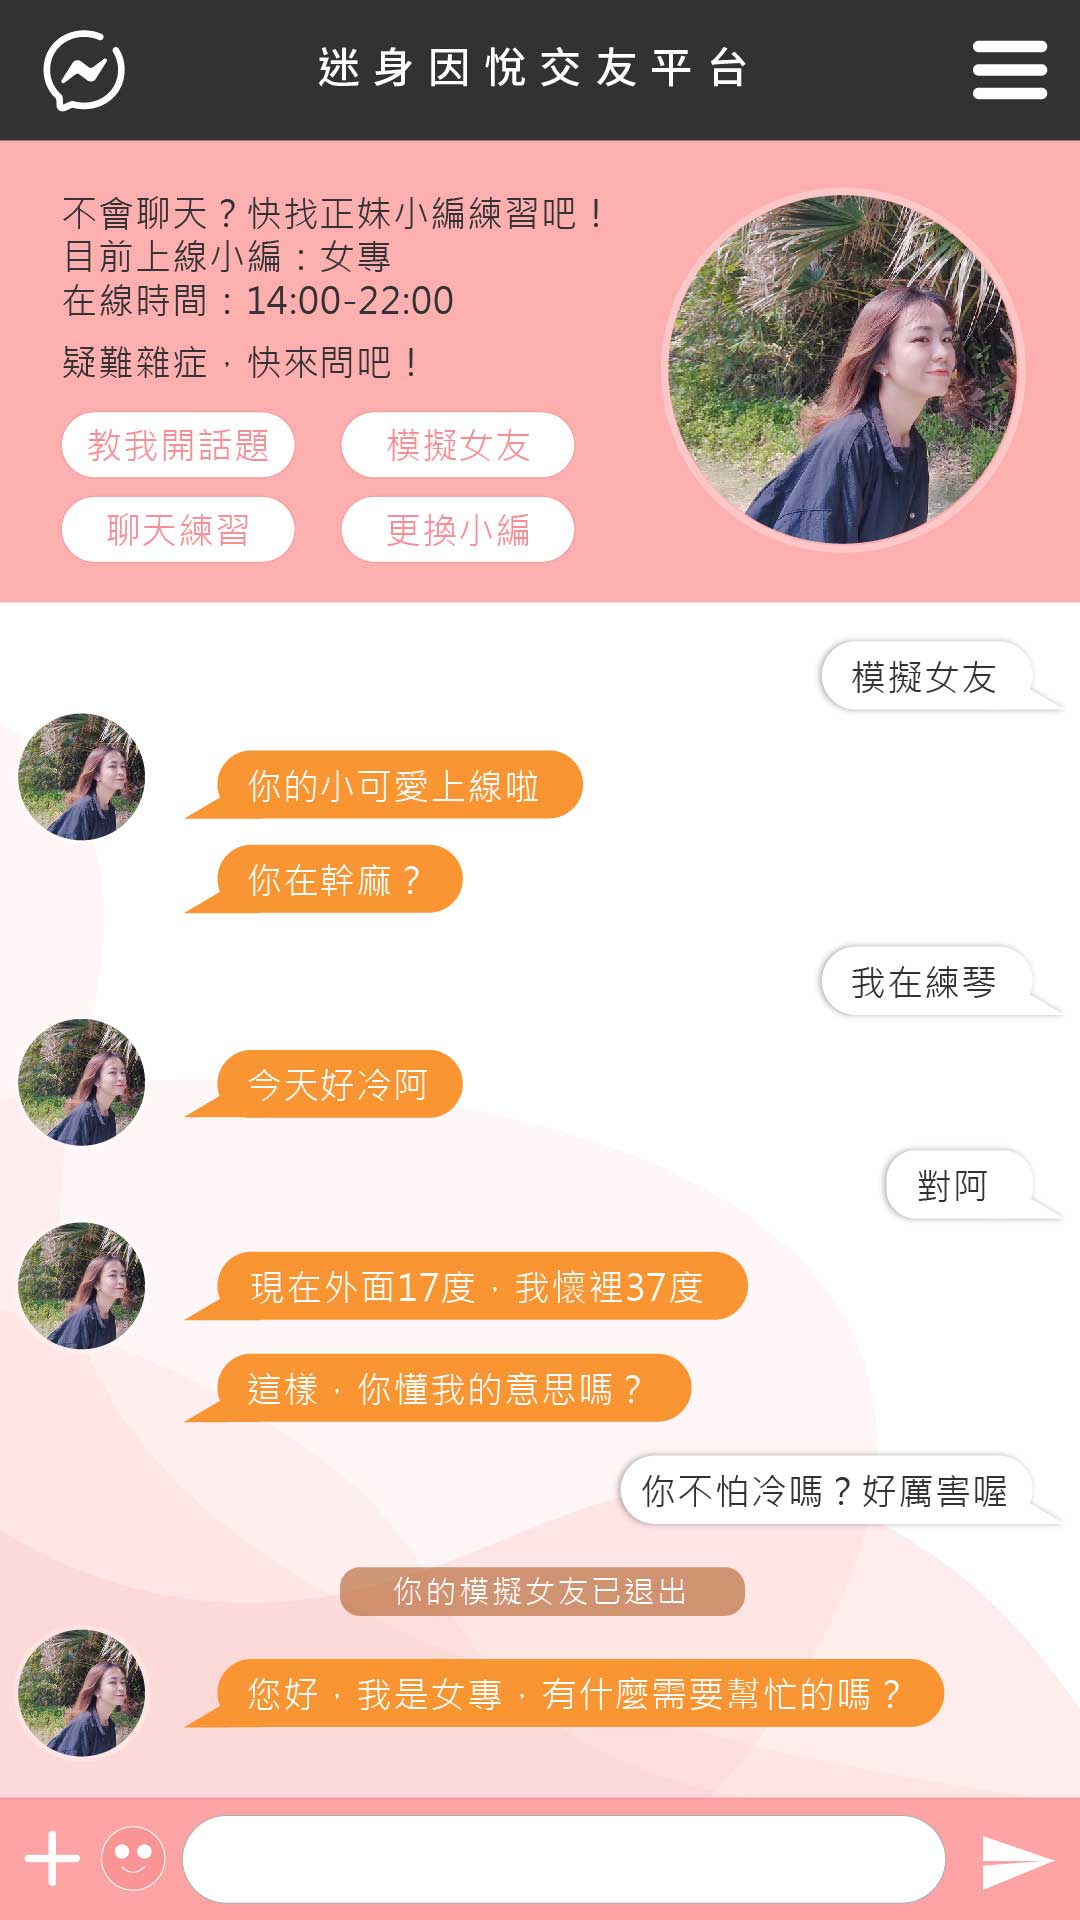 迷身因悅交友平台
不會聊天？快找正妹小編練習吧！
目前上線小編：女專
在線時間：14:00-22:00
疑難雜症，快來問吧！
教我開話題
模擬女友
聊天練習
更換小編
模擬女友
你的小可愛上線啦
你在幹麻？
我在練琴
今天好冷阿
對阿
現在外面17度，我懷裡37度
這樣，你懂我的意思嗎？
你不怕冷嗎？好厲害喔
你的模擬女友已退出
您好，我是女專，有什麼需要幫忙的嗎？